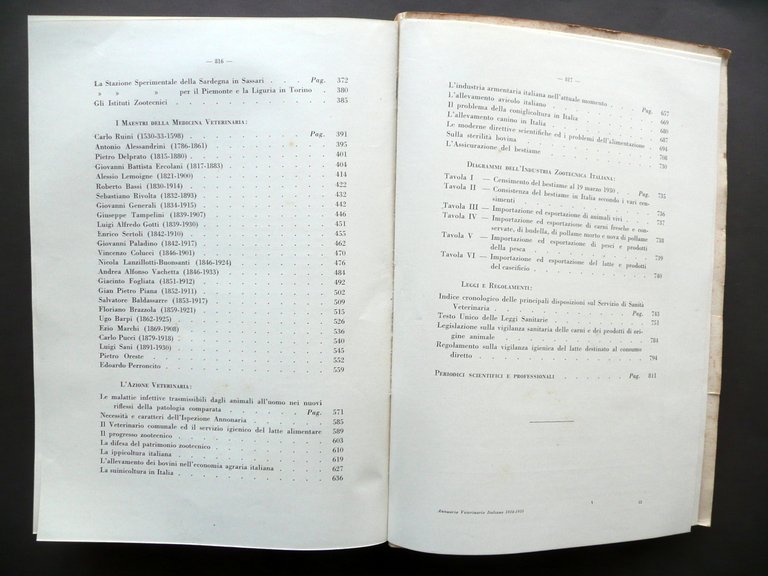 — 816 —
La Stazione Sperimentale della Sardegna in Sassari . . . . Pag. 372
» » » per il Piemonte e la Liguria in Torino . 380
Gli Istituti Zootecnici . . . . . . . . . 385
I Maestri della Medicina Veterinaria:
Carlo Ruini (1530-33-1598) . . . . . . . Pag. 391
Antonio Alessandrini (1786-1861) . . . . . . . 395
Pietro Delprato (1815-1880) . . . . . . . 401
Giovanni Battista Ercolani (1817-1883) . . . . . . 404
Alessio Lemoigne (1821-1900) . . . . . . . 414
Roberto Bassi (1830-1914) . . . . . . . 422
Sebastiano Rivolta (1832-1893) . . . . . . . 432
Giovanni Generali (1834-1915) . . . . . . . 442
Giuseppe Tampelini (1839-1907) . . . . . . . 446
Luigi Alfredo Gotti (1839-1930) . . . . . . . 451
Enrico Sertoli (1842-1910) . . . . . . . 455
Giovanni Paladino (1842-1917) . . . . . . . 462
Vincenzo Colucci (1846-1901) . . . . . . . 470
Nicola Lanzillotti-Buonsanti (1846-1924) . . . . . . 476
Andrea Alfonso Vachetta (1846-1933) . . . . . . 484
Giacinto Fogliata (1851-1912) . . . . . . . 491
Gian Pietro Piana (1852-1911) . . . . . . . 502
Salvatore Baldassarre (1853-1917) . . . . . . . 509
Floriano Brazzola (1859-1921) . . . . . . . 515
Ugo Barpi (1862-1925) . . . . . . . 526
Ezio Marchi (1869-1908) . . . . . . . 536
Carlo Pucci (1879-1918) . . . . . . . 540
Luigi Sani (1891-1930) . . . . . . . 545
Pietro Oreste . . . . . . . 552
Edoardo Perroncito . . . . . . . 559
L'Azione Veterinaria:
Le malattie infettive trasmissibili dagli animali all'uomo nei nuovi
riflessi della patologia comparata . . . . . Pag. 571
Necessità e caratteri dell'Ispezione Annonaria . . . . . 585
Il Veterinario comunale ed il servizio igienico del latte alimentare 589
Il progresso zootecnico . . . . . . . 603
La difesa del patrimonio zootecnico . . . . . . 610
La ippicoltura italiana . . . . . . . 619
L'allevamento dei bovini nell'economia agraria italiana . . . 627
La suinicoltura in Italia . . . . . . . 636
— 817 —
L'industria armentaria italiana nell'attuale momento . . . . Pag. 657
L'allevamento avicolo italiano . . . . . . . 664
Il problema della coniglicoltura in Italia . . . . . . 669
L'allevamento canino in Italia . . . . . . . 680
Le moderne direttive scientifiche ed i problemi dell'alimentazione . 687
Sulla sterilità bovina . . . . . . . 694
L'Assicurazione del bestiame . . . . . . . 708
730
Diegrammi dell'Industria Zootecnica Italiana:
Tavola I — Censimento del bestiame al 19 marzo 1930 . . Pag. 735
Tavola II — Consistenza del bestiame in Italia secondo i vari cen-
simenti . . . . . . . 736
Tavola III — Importazione ed esportazione di animali vivi . . 737
Tavola IV — Importazione ed esportazione di carni fresche e con-
servate, di budella, di pollame morto e uova di pollame 738
Tavola V — Importazione ed esportazione di pesci e prodotti
della pesca . . . . . . . 739
Tavola VI — Importazione ed esportazione del latte e prodotti
del caseificio . . . . . . . 740
Leggi e Regolamenti:
Indice cronologico delle principali disposizioni sul Servizio di Sanità
Veterinaria . . . . . . . Pag. 743
Testo Unico delle Leggi Sanitarie . . . . . . 751
Legislazione sulla vigilanza sanitaria delle carni e dei prodotti di ori-
gine animale . . . . . . . 784
Regolamento sulla vigilanza igienica del latte destinato al consumo
diretto . . . . . . . 794
Periodici scientifici e professionali . . . . . Pag. 811
Annuario Veterinario Italiano 1934-1935